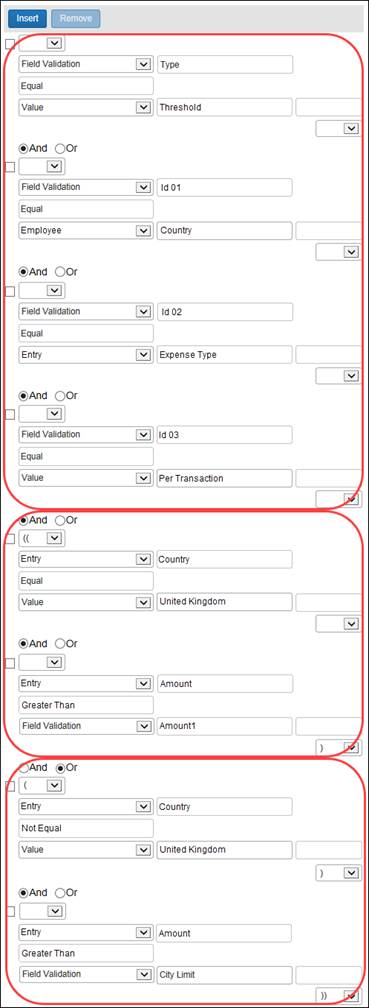 Insert Remove
Field Validation Type
Equal
Value Threshold
And Or
Field Validation Id 01
Equal
Employee Country
And Or
Field Validation Id 02
Equal
Entry Expense Type
And Or
Field Validation Id 03
Equal
Value Per Transaction
And Or
((
Entry Country
Equal
Value United Kingdom
And Or
Entry Amount
Greater Than
Field Validation Amount1
)
And Or
(
Entry Country
Not Equal
Value United Kingdom
)
And Or
Entry Amount
Greater Than
Field Validation City Limit
))